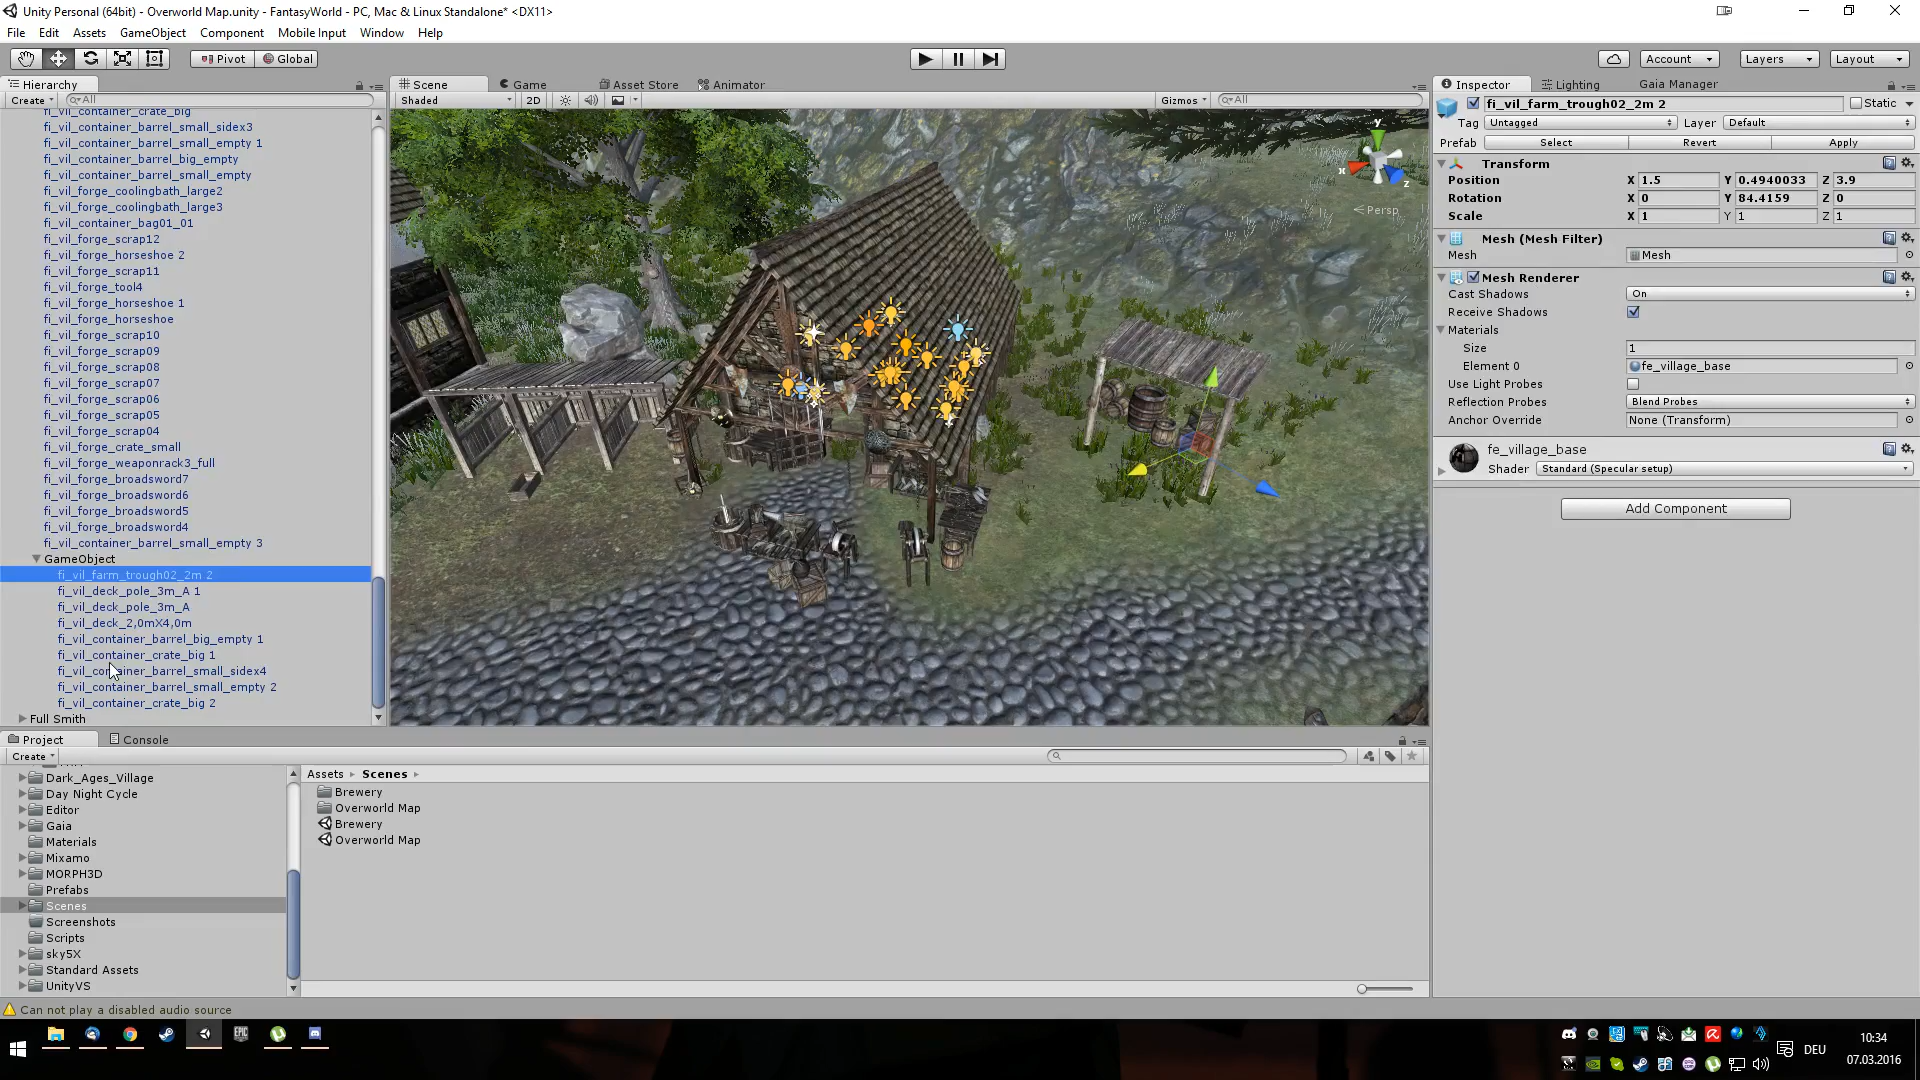 Unity Personal (64bit) - Overworld Map.unity - FantasyWorld - PC, Mac & Linux Standalone* <DX11>
File Edit Assets GameObject Component Mobile Input Window Help
Pivot Global Account Layers Layout
Hierarchy
Create All
fi_vil_container_crate_big
fi_vil_container_barrel_small_sidex3
fi_vil_container_barrel_small_empty 1
fi_vil_container_barrel_big_empty
fi_vil_container_barrel_small_empty
fi_vil_forge_coolingbath_large2
fi_vil_forge_coolingbath_large3
fi_vil_container_bag01_01
fi_vil_forge_scrap12
fi_vil_forge_horseshoe 2
fi_vil_forge_scrap11
fi_vil_forge_tool4
fi_vil_forge_horseshoe 1
fi_vil_forge_horseshoe
fi_vil_forge_scrap10
fi_vil_forge_scrap09
fi_vil_forge_scrap08
fi_vil_forge_scrap07
fi_vil_forge_scrap06
fi_vil_forge_scrap05
fi_vil_forge_scrap04
fi_vil_forge_crate_small
fi_vil_forge_weaponrack3_full
fi_vil_forge_broadsword7
fi_vil_forge_broadsword6
fi_vil_forge_broadsword5
fi_vil_forge_broadsword4
fi_vil_container_barrel_small_empty 3
GameObject
fi_vil_farm_trough02_2m 2
fi_vil_deck_pole_3m_A 1
fi_vil_deck_pole_3m_A
fi_vil_deck_2,0mX4,0m
fi_vil_container_barrel_big_empty 1
fi_vil_container_crate_big 1
fi_vil_container_barrel_small_sidex4
fi_vil_container_barrel_small_empty 2
fi_vil_container_crate_big 2
Full Smith
Scene Game Asset Store Animator
Shaded 2D Gizmos All
y
x
z
Persp
Inspector Lighting Gaia Manager
fi_vil_farm_trough02_2m 2 Static
Tag Untagged Layer Default
Prefab Select Revert Apply
Transform
Position X 1.5 Y 0.4940033 Z 3.9
Rotation X 0 Y 84.4159 Z 0
Scale X 1 Y 1 Z 1
Mesh (Mesh Filter)
Mesh Mesh
Mesh Renderer
Cast Shadows On
Receive Shadows
Materials
Size 1
Element 0 fe_village_base
Use Light Probes
Reflection Probes Blend Probes
Anchor Override None (Transform)
fe_village_base
Shader Standard (Specular setup)
Add Component
Project Console
Create
Dark_Ages_Village
Day Night Cycle
Editor
Gaia
Materials
Mixamo
MORPH3D
Prefabs
Scenes
Screenshots
Scripts
sky5X
Standard Assets
UnityVS
Assets Scenes
Brewery
Overworld Map
Brewery
Overworld Map
Can not play a disabled audio source
EPIC
DEU
10:34
07.03.2016